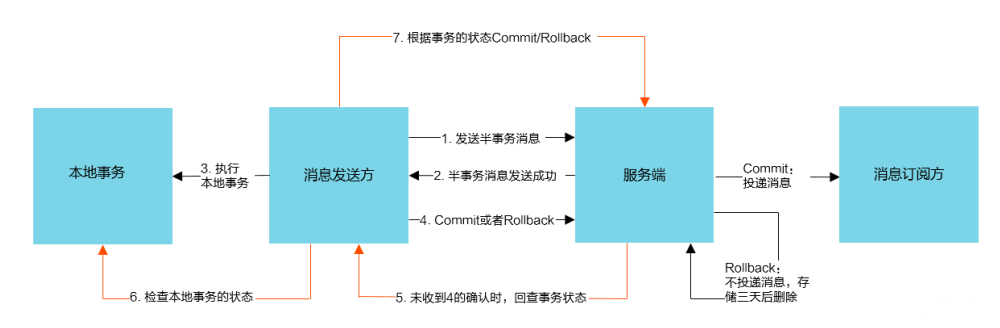 7. 根据事务的状态Commit/Rollback
本地事务
3. 执行
本地事务
消息发送方
1. 发送半事务消息
2. 半事务消息发送成功
4. Commit或者Rollback
服务端
Commit：
投递消息
消息订阅方
Rollback：
不投递消息，存
储三天后删除
6. 检查本地事务的状态
5. 未收到4的确认时，回查事务状态